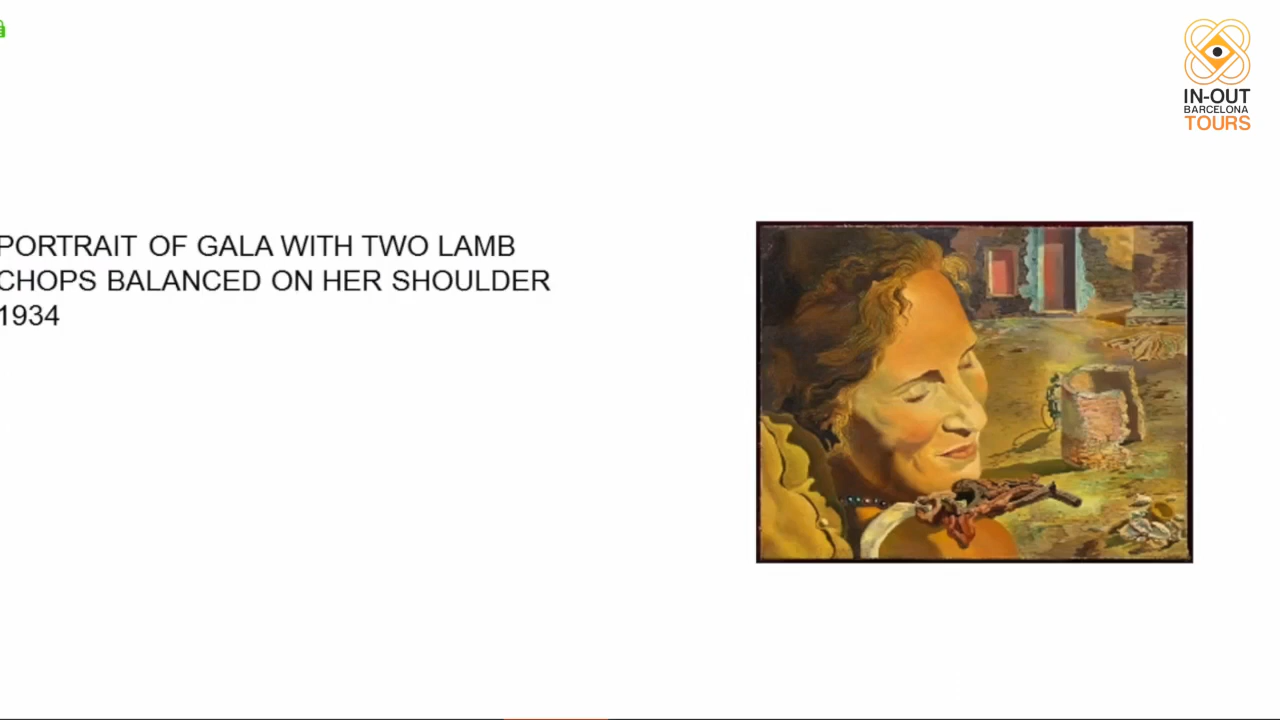 IN-OUT
BARCELONA
TOURS
PORTRAIT OF GALA WITH TWO LAMB
CHOPS BALANCED ON HER SHOULDER
1934